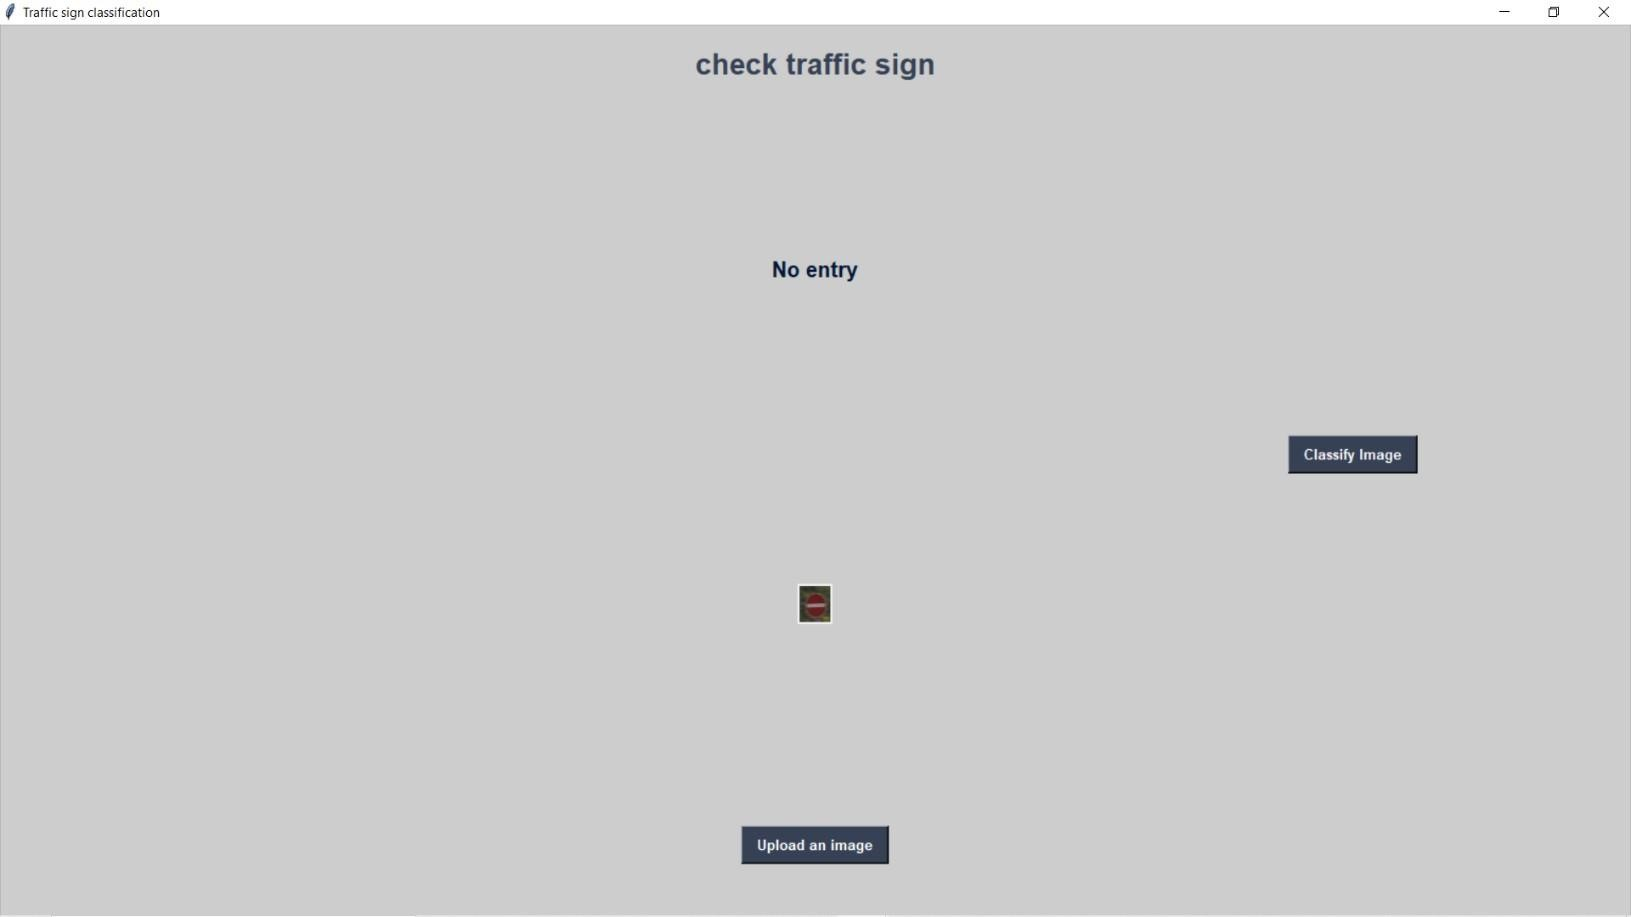 Traffic sign classification
check traffic sign
No entry
Classify Image
Upload an image